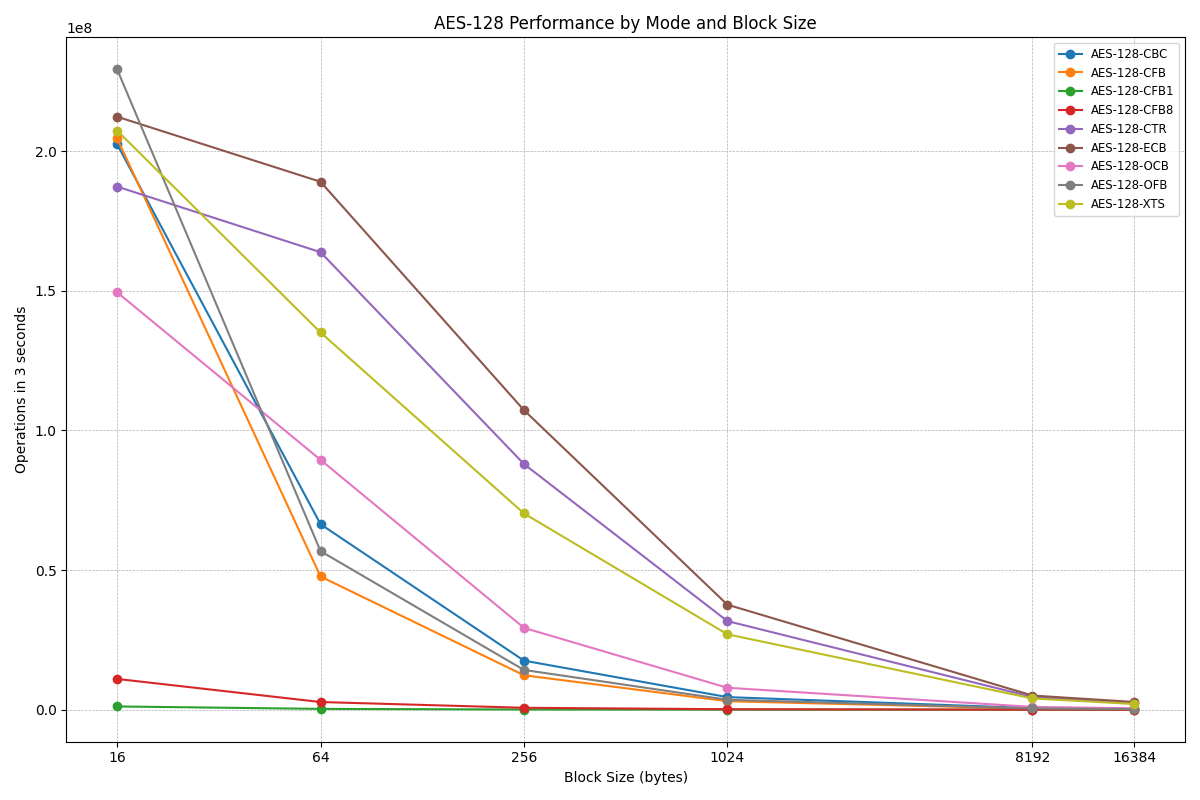 AES-128 Performance by Mode and Block Size
1e8
AES-128-CBC
AES-128-CFB
AES-128-CFB1
AES-128-CFB8
AES-128-CTR
AES-128-ECB
AES-128-OCB
AES-128-OFB
AES-128-XTS
2.0
1.5
1.0
0.5
0.0
Operations in 3 seconds
16 64 256 1024 8192 16384
Block Size (bytes)